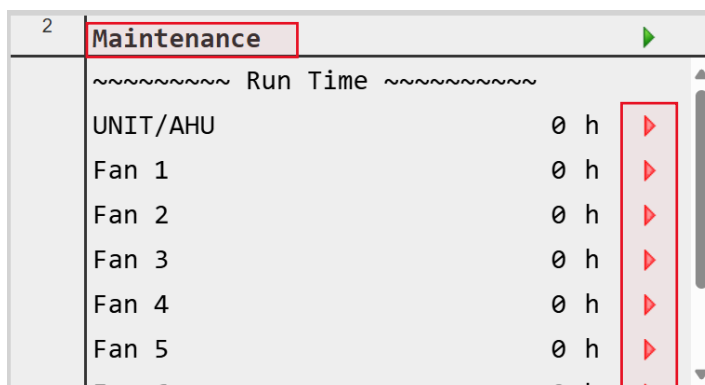 2
Maintenance
~~~~~~~~~ Run Time ~~~~~~~~~~
UNIT/AHU 0 h
Fan 1 0 h
Fan 2 0 h
Fan 3 0 h
Fan 4 0 h
Fan 5 0 h